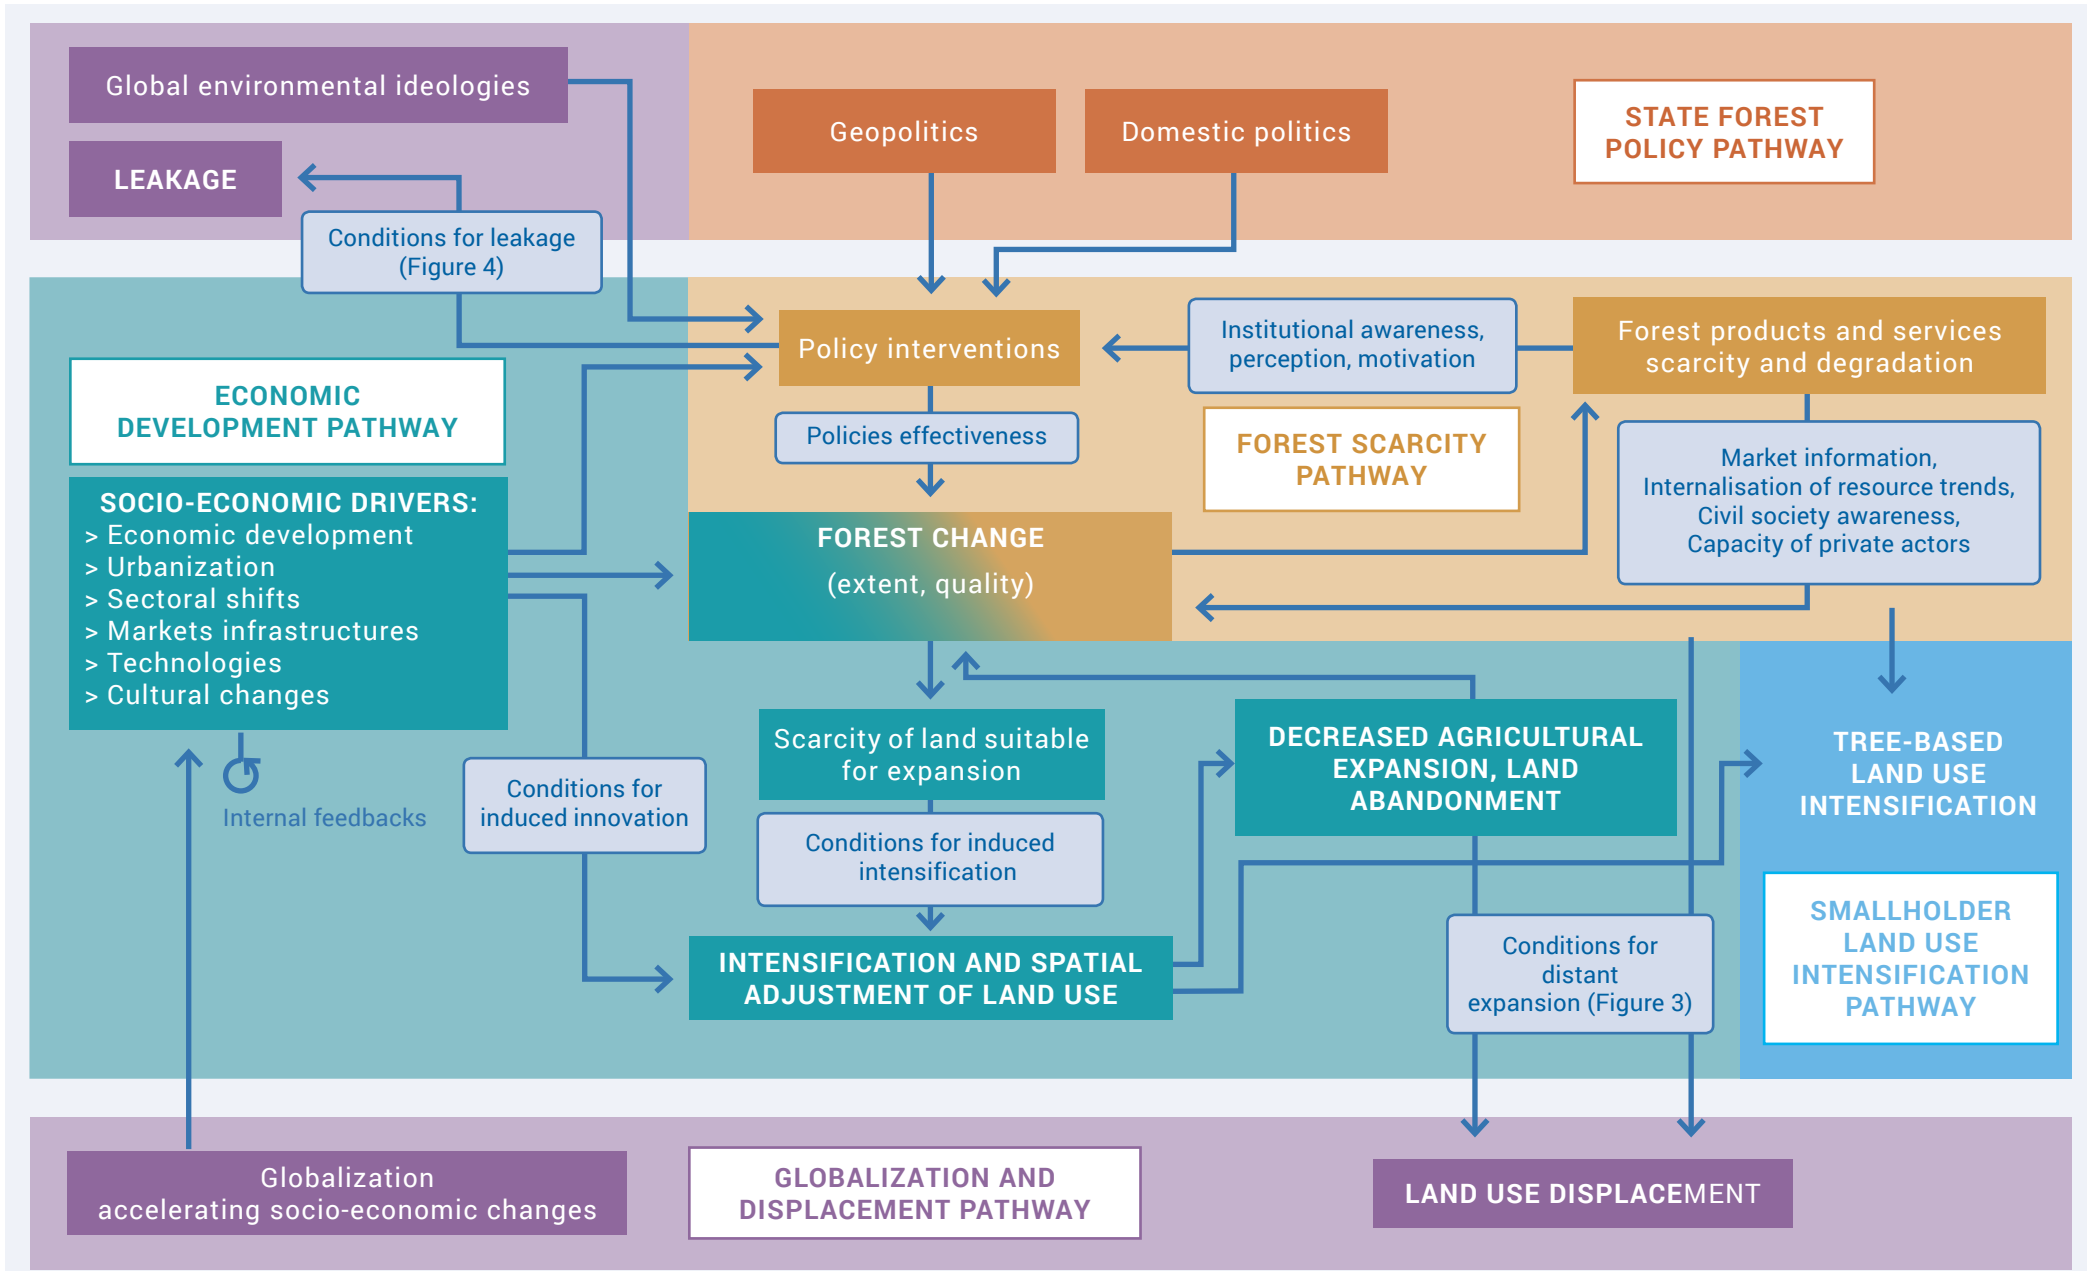 Global environmental ideologies
LEAKAGE
Conditions for leakage
(Figure 4)
Geopolitics
Domestic politics
STATE FOREST
POLICY PATHWAY
Policy interventions
Institutional awareness,
perception, motivation
Forest products and services
scarcity and degradation
ECONOMIC
DEVELOPMENT PATHWAY
Policies effectiveness
FOREST SCARCITY
PATHWAY
Market information,
Internalisation of resource trends,
Civil society awareness,
Capacity of private actors
SOCIO-ECONOMIC DRIVERS:
> Economic development
> Urbanization
> Sectoral shifts
> Markets infrastructures
> Technologies
> Cultural changes
FOREST CHANGE
(extent, quality)
Internal feedbacks
Conditions for
induced innovation
Scarcity of land suitable
for expansion
Conditions for induced
intensification
DECREASED AGRICULTURAL
EXPANSION, LAND
ABANDONMENT
TREE-BASED
LAND USE
INTENSIFICATION
INTENSIFICATION AND SPATIAL
ADJUSTMENT OF LAND USE
Conditions for
distant
expansion (Figure 3)
SMALLHOLDER
LAND USE
INTENSIFICATION
PATHWAY
Globalization
accelerating socio-economic changes
GLOBALIZATION AND
DISPLACEMENT PATHWAY
LAND USE DISPLACEMENT